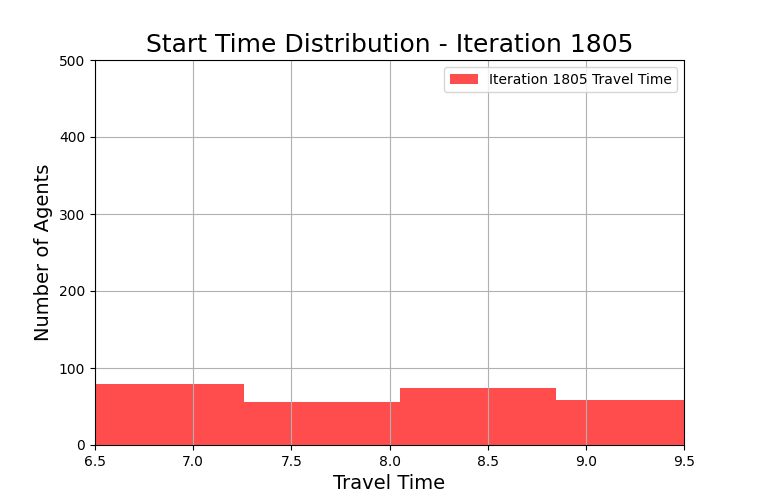 Start Time Distribution - Iteration 1805
500
Iteration 1805 Travel Time
400
300
200
100
0
Number of Agents
6.5 7.0 7.5 8.0 8.5 9.0 9.5
Travel Time